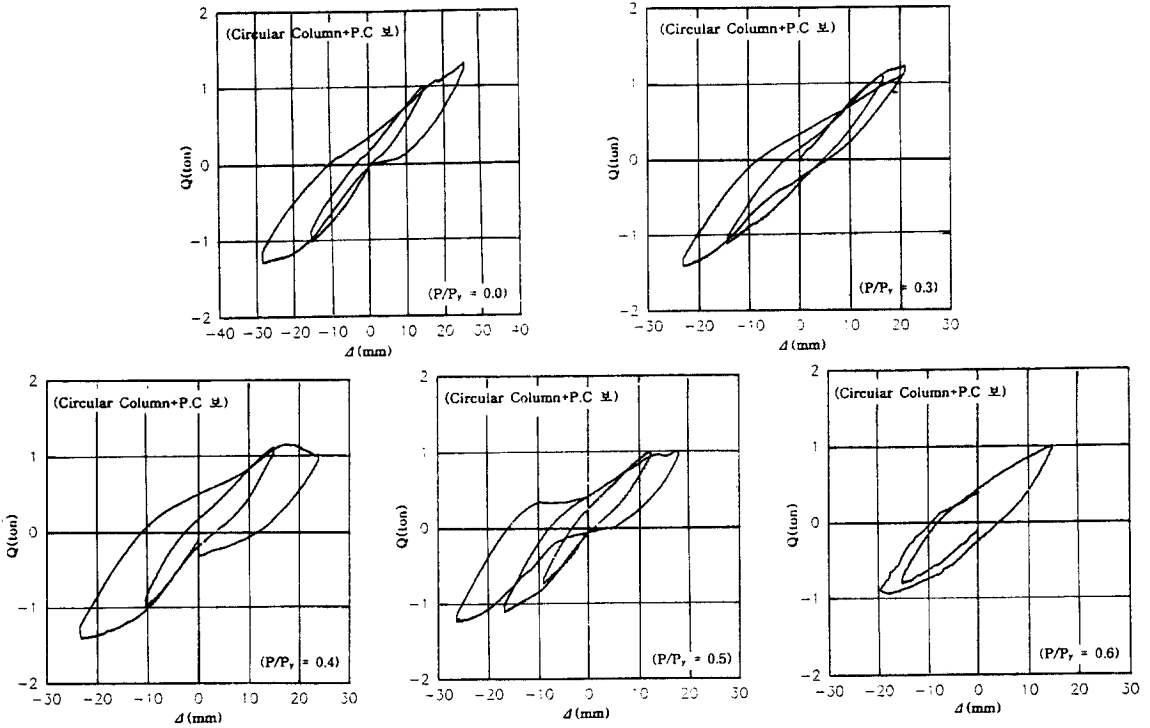 2
(Circular Column+P.C 보)
1
0
-1
-2
Q(ton)
(P/Pᵧ = 0.0)
-40 -30 -20 -10 0 10 20 30 40
Δ(mm)
2
(Circular Column+P.C 보)
1
0
-1
-2
Q(ton)
(P/Pᵧ = 0.3)
-30 -20 -10 0 10 20 30
Δ(mm)
2
(Circular Column+P.C 보)
1
0
-1
-2
Q(ton)
(P/Pᵧ = 0.4)
-30 -20 -10 0 10 20 30
Δ(mm)
2
(Circular Column+P.C 보)
1
0
-1
-2
Q(ton)
(P/Pᵧ = 0.5)
-30 -20 -10 0 10 20 30
Δ(mm)
2
(Circular Column+P.C 보)
1
0
-1
-2
Q(ton)
(P/Pᵧ = 0.6)
-30 -20 -10 0 10 20 30
Δ(mm)